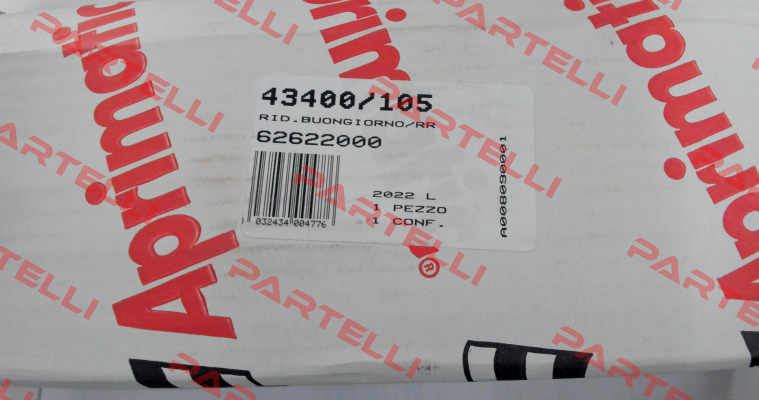 Aprimatic
Aprimatic
Aprimatic
®
43400/105
RID.BUONGIORNO/RR
62622000
2022 L
1 PEZZO
1 CONF.
032434 004776
A008090001
PARTELLI
PARTELLI
PARTELLI
PARTELLI
PARTELLI
PARTELLI
PARTELLI
PARTELLI